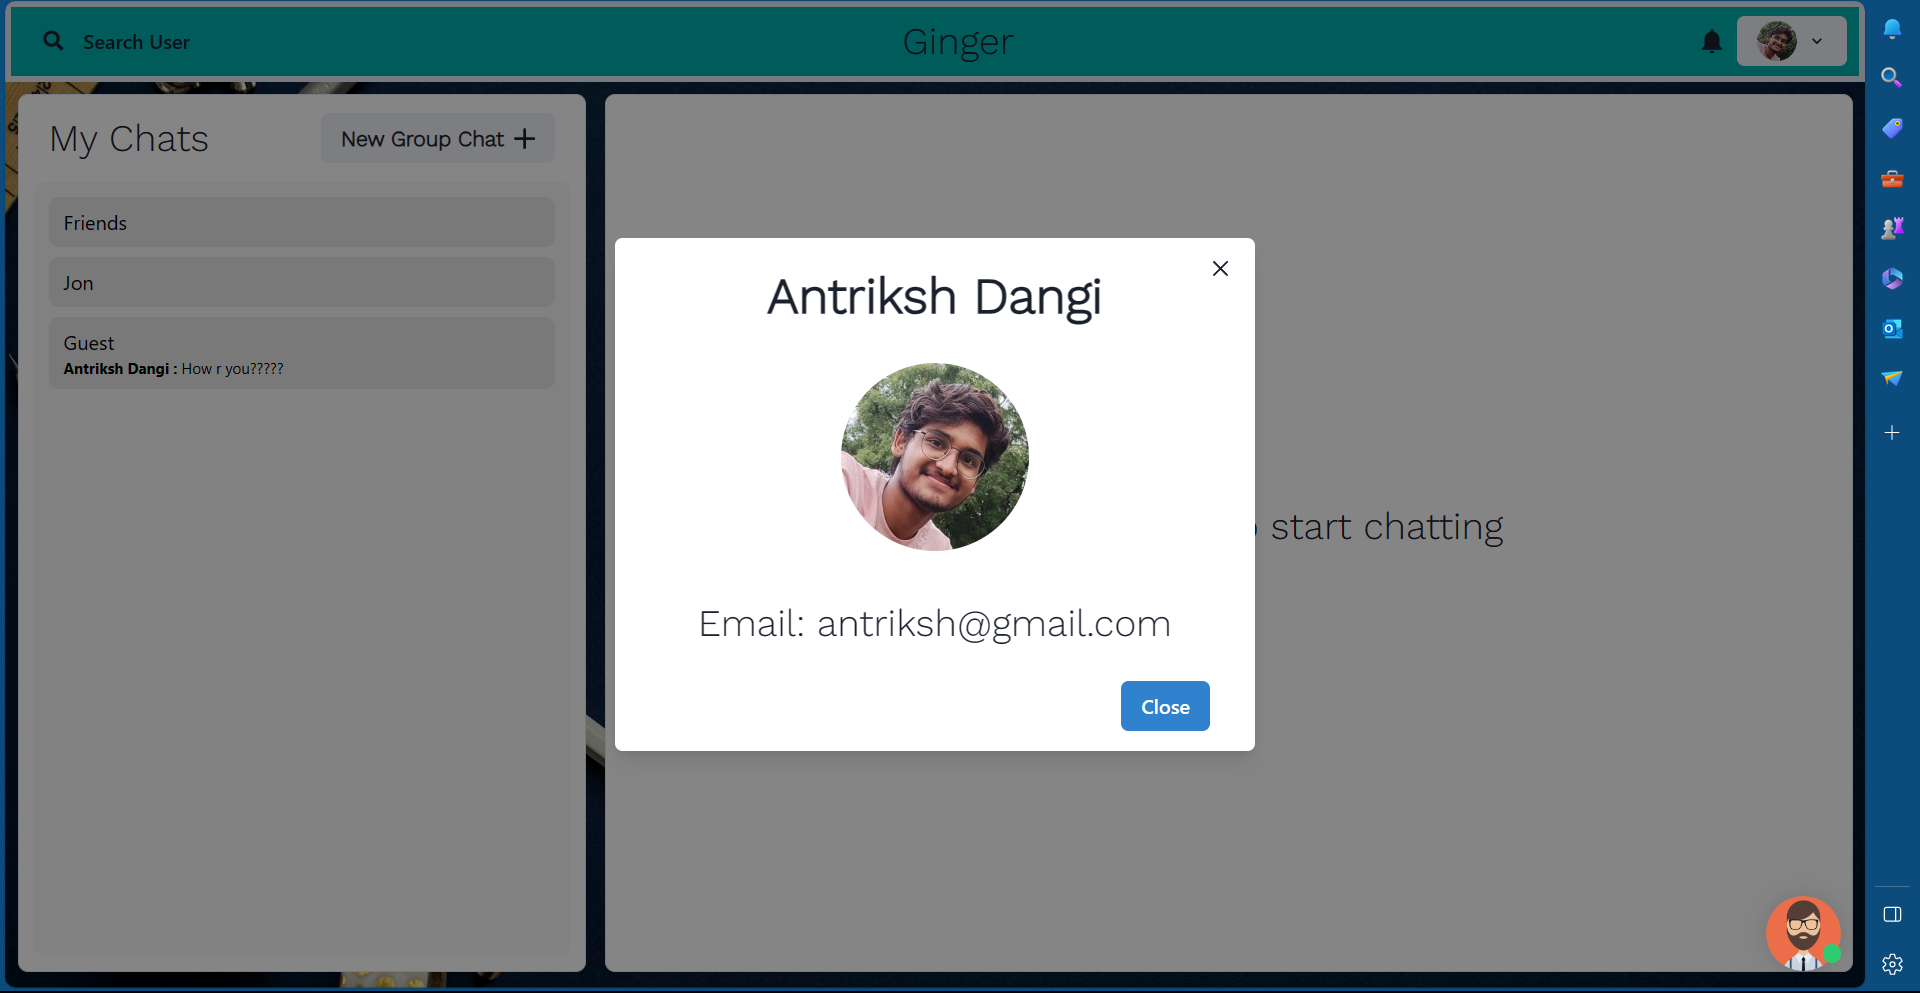 Search User
Ginger
My Chats
New Group Chat
Friends
Jon
Guest
Antriksh Dangi : How r you?????
Antriksh Dangi
Email: antriksh@gmail.com
Close
start chatting